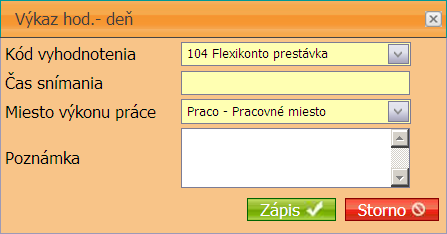 Výkaz hod.- deň
Kód vyhodnotenia 104 Flexikonto prestávka
Čas snímania
Miesto výkonu práce Praco - Pracovné miesto
Poznámka
Zápis Storno